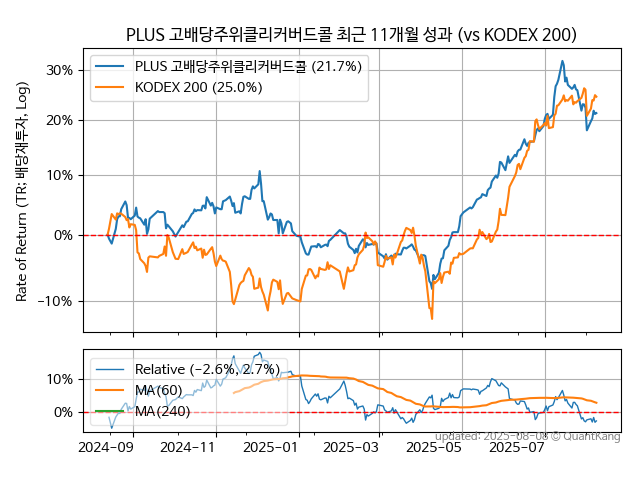 PLUS 고배당주위클리커버드콜 최근 11개월 성과 (vs KODEX 200)
Rate of Return (TR: 배당재투자, Log)
30%
20%
10%
0%
−10%
PLUS 고배당주위클리커버드콜 (21.7%)
KODEX 200 (25.0%)
10%
0%
Relative (−2.6%, 2.7%)
MA(60)
MA(240)
2024-09
2024-11
2025-01
2025-03
2025-05
2025-07
updated: 2025-08-08 © QuantKang